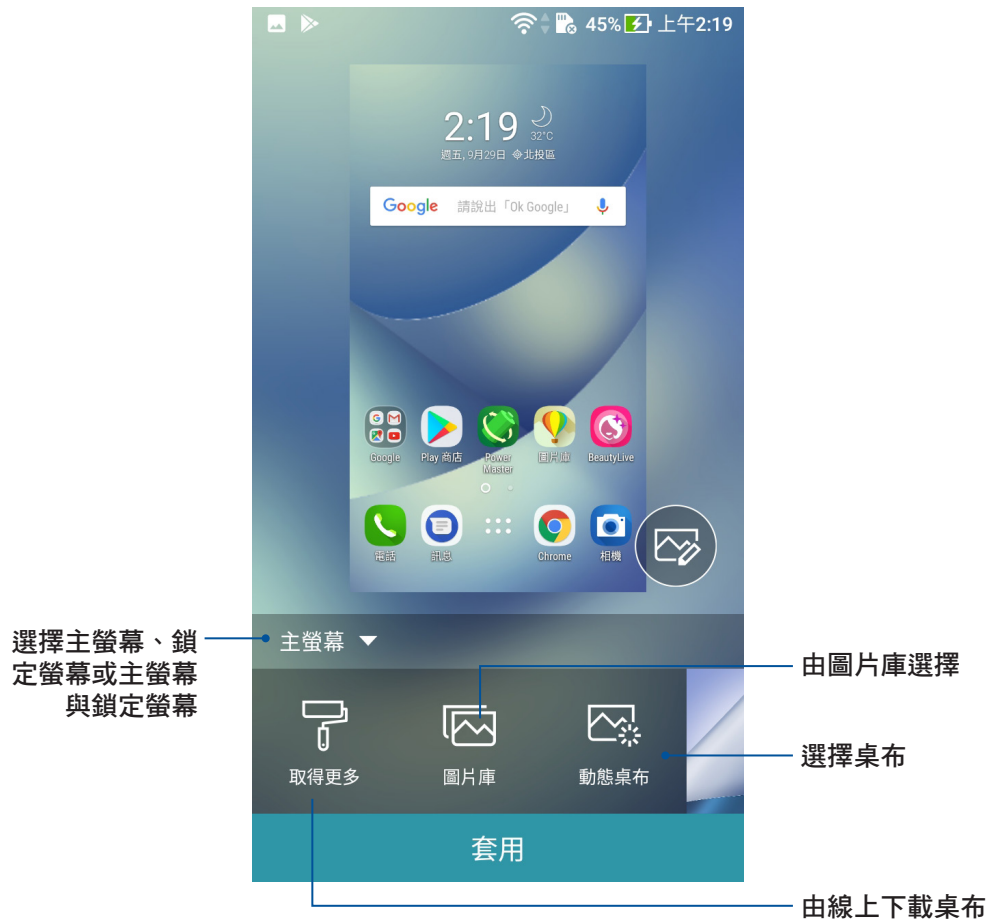 45% 上午2:19
2:19
32°C
週五, 9月29日 北投區
Google 請說出「Ok Google」
Google Play 商店 Power Master 圖片庫 BeautyLive
電話 訊息 Chrome 相機
選擇主螢幕、鎖
定螢幕或主螢幕
與鎖定螢幕
主螢幕
由圖片庫選擇
選擇桌布
取得更多 圖片庫 動態桌布
套用
由線上下載桌布